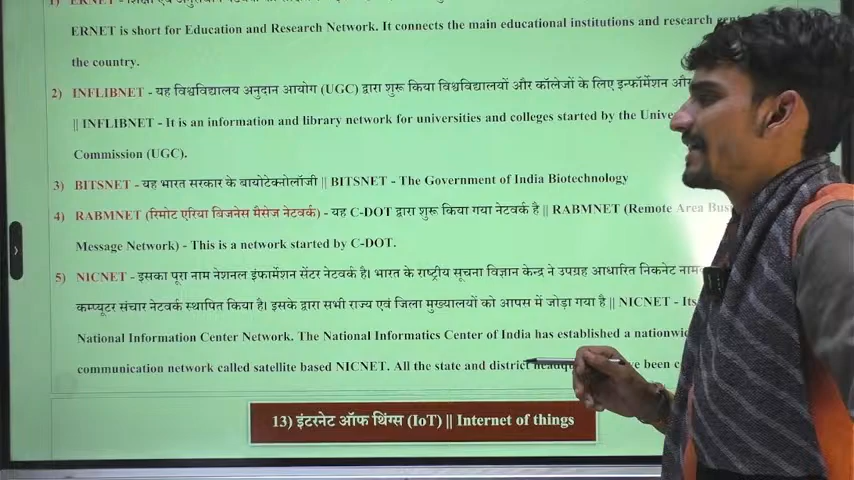 1) ERNET -
ERNET is short for Education and Research Network. It connects the main educational institutions and research
the country.
2) INFLIBNET - यह विश्वविद्यालय अनुदान आयोग (UGC) द्वारा शुरू किया विश्वविद्यालयों और कॉलेजों के लिए इन्फॉर्मेशन और
|| INFLIBNET - It is an information and library network for universities and colleges started by the
Commission (UGC).
3) BITSNET - यह भारत सरकार के बायोटेक्नोलॉजी || BITSNET - The Government of India Biotechnology
4) RABMNET (रिमोट एरिया बिजनेस मैसेज नेटवर्क) - यह C-DOT द्वारा शुरू किया गया नेटवर्क है || RABMNET (Remote Area
Message Network) - This is a network started by C-DOT.
5) NICNET - इसका पूरा नाम नेशनल इंफार्मेशन सेंटर नेटवर्क है। भारत के राष्ट्रीय सूचना विज्ञान केन्द्र ने उपग्रह आधारित निकनेट
कम्प्यूटर संचार नेटवर्क स्थापित किया है। इसके द्वारा सभी राज्य एवं जिला मुख्यालयों को आपस में जोड़ा गया है || NICNET - Its
National Information Center Network. The National Informatics Center of India has established a
communication network called satellite based NICNET. All the state and district been
13) इंटरनेट ऑफ थिंग्स (IoT) || Internet of things